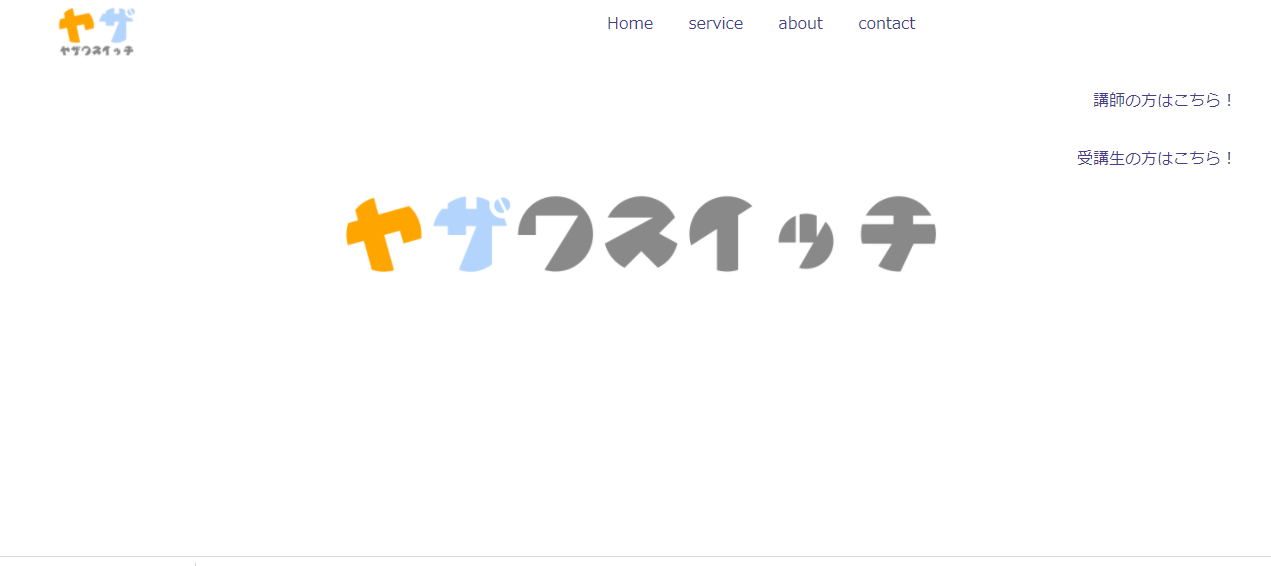 ヤザ
ヤザワスイッチ
Home service about contact
講師の方はこちら！
受講生の方はこちら！
ヤザワスイッチ